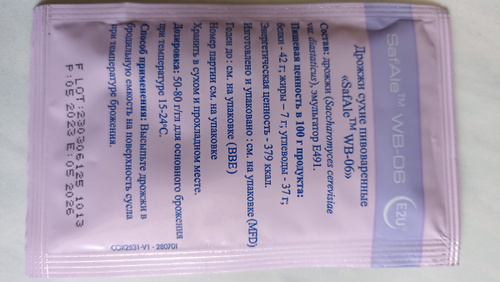 SafAle™ WB-06
E2U
Дрожжи сухие пивоваренные
«SafAle™ WB-06»
Состав: дрожжи (Saccharomyces cerevisiae
var. diastaticus), эмульгатор E491.
Пищевая ценность в 100 г продукта:
белки - 42 г; жиры – 7 г; углеводы - 37 г,
Энергетическая ценность - 379 ккал.
Изготовлено и упаковано : см. на упаковке (MFD)
Годен до : см. на упаковке (BBE)
Номер партии: см. на упаковке
Хранить в сухом и прохладном месте.
Дозировка: 50-80 г/гл для основного брожения
при температуре 15-24°C.
Способ применения: Высыпьте дрожжи в
бродильную емкость на поверхность сусла
при температуре брожения.
F LOT:230306125 1013
P:05 2023 E:05 2026
COX2531-V1 - 280701